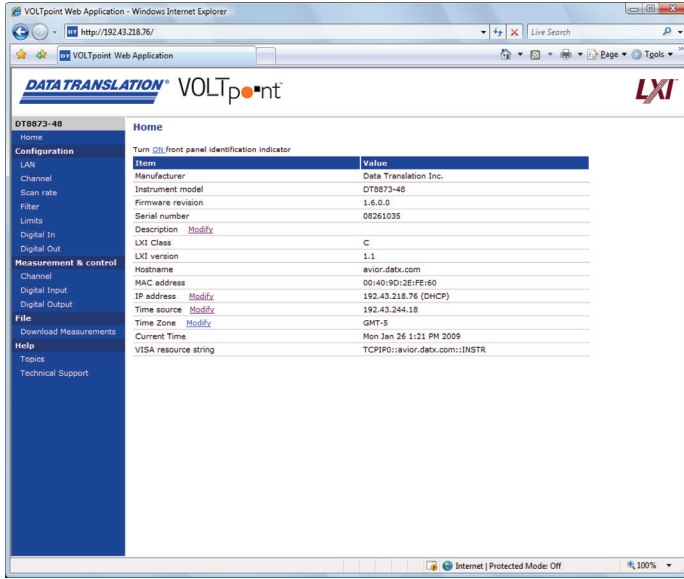 VOLTpoint Web Application - Windows Internet Explorer
DT http://192.43.218.76/ Live Search
DT VOLTpoint Web Application Page Tools
DATA TRANSLATION® VOLTpoint™ LXI™
DT8873-48
Home
Configuration
LAN
Channel
Scan rate
Filter
Limits
Digital In
Digital Out
Measurement & control
Channel
Digital Input
Digital Output
File
Download Measurements
Help
Topics
Technical Support
Home
Turn ON front panel identification indicator
Item Value
Manufacturer Data Translation Inc.
Instrument model DT8873-48
Firmware revision 1.6.0.0
Serial number 08261035
Description Modify
LXI Class C
LXI version 1.1
Hostname avior.datx.com
MAC address 00:40:9D:2E:FE:60
IP address Modify 192.43.218.76 (DHCP)
Time source Modify 192.43.244.18
Time Zone Modify GMT-5
Current Time Mon Jan 26 1:21 PM 2009
VISA resource string TCPIP0::avior.datx.com::INSTR
Internet | Protected Mode: Off 100%